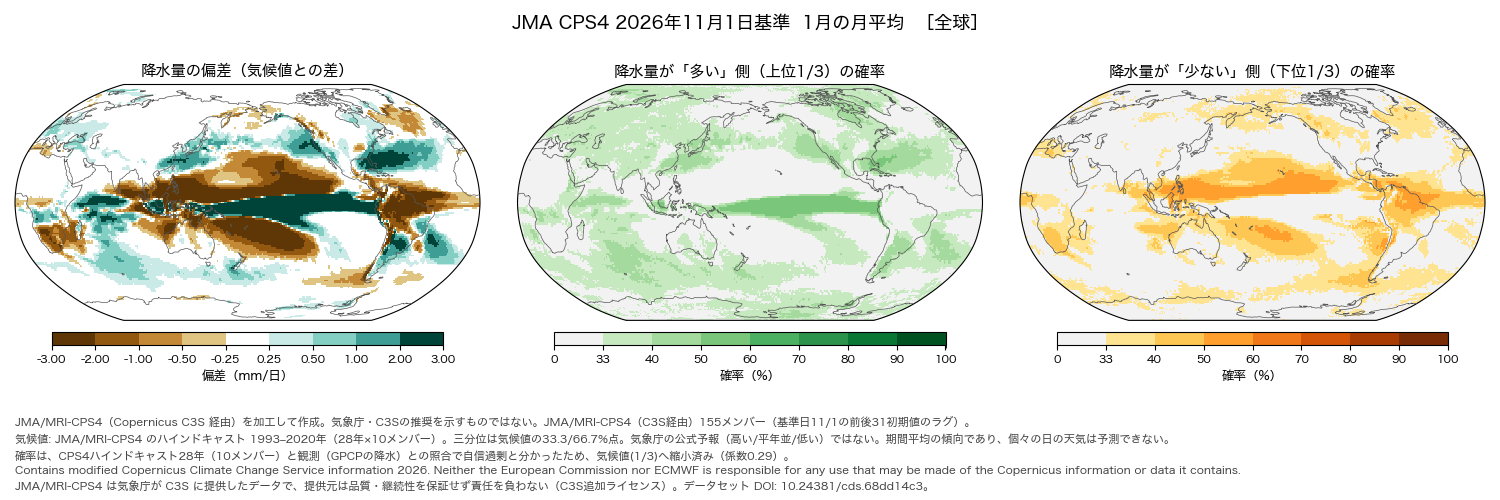 JMA CPS4 2026年11月1日基準 1月の月平均 ［全球］
降水量の偏差（気候値との差）
降水量が「多い」側（上位1/3）の確率
降水量が「少ない」側（下位1/3）の確率
-3.00 -2.00 -1.00 -0.50 -0.25 0.25 0.50 1.00 2.00 3.00
偏差（mm/日）
0 33 40 50 60 70 80 90 100
確率（%）
0 33 40 50 60 70 80 90 100
確率（%）
JMA/MRI-CPS4（Copernicus C3S 経由）を加工して作成。気象庁・C3Sの推奨を示すものではない。JMA/MRI-CPS4（C3S経由）155メンバー（基準日11/1の前後31初期値のラグ）。
気候値: JMA/MRI-CPS4 のハインドキャスト 1993–2020年（28年×10メンバー）。三分位は気候値の33.3/66.7%点。気象庁の公式予報（高い/平年並/低い）ではない。期間平均の傾向であり、個々の日の天気は予測できない。
確率は、CPS4ハインドキャスト28年（10メンバー）と観測（GPCPの降水）との照合で自信過剰と分かったため、気候値(1/3)へ縮小済み（係数0.29）。
Contains modified Copernicus Climate Change Service information 2026. Neither the European Commission nor ECMWF is responsible for any use that may be made of the Copernicus information or data it contains.
JMA/MRI-CPS4 は気象庁が C3S に提供したデータで、提供元は品質・継続性を保証せず責任を負わない（C3S追加ライセンス）。データセット DOI: 10.24381/cds.68dd14c3。